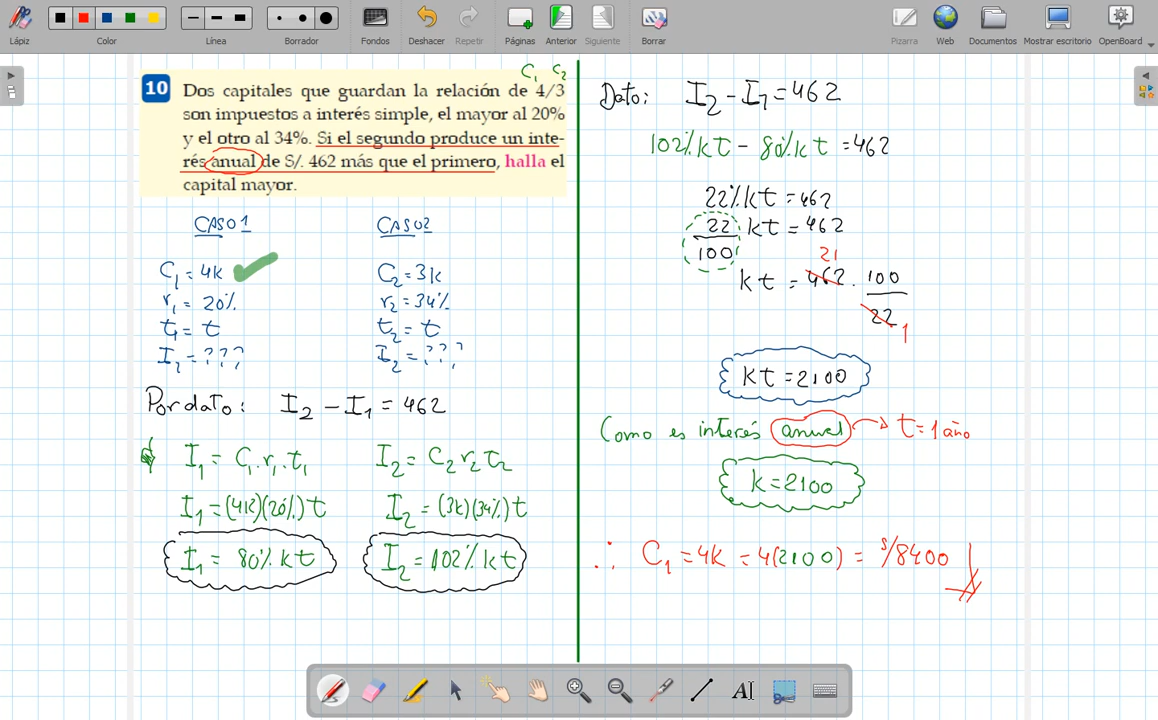 Lápiz
Color
Línea
Borrador
Fondos
Deshacer
Repetir
Páginas
Anterior
Siguiente
Borrar
Pizarra
Web
Documentos
Mostrar escritorio
OpenBoard
C₁ C₂
10 Dos capitales que guardan la relación de 4/3
son impuestos a interés simple, el mayor al 20%
y el otro al 34%. Si el segundo produce un inte-
rés anual de S/. 462 más que el primero, halla el
capital mayor.
CASO 1
C₁ = 4k
r₁ = 20%
t₁ = t
I₂ = ???
CASO 2
C₂ = 3k
r₂ = 34%
t₂ = t
I₂ = ???
Por dato: I₂ - I₁ = 462
I₁ = C₁.r₁.t₁
I₁ = (4k)(20%)t
I₁ = 80% kt
I₂ = C₂ r₂ t₂
I₂ = (3k)(34%)t
I₂ = 102% kt
Dato: I₂ - I₁ = 462
102% kt - 80% kt = 462
22% kt = 462
22/100 kt = 462
21
kt = 462 . 100/22
1
kt = 2100
Como es interés anual → t = 1 año
k = 2100
∴ C₁ = 4k = 4(2100) = S/8400
AI